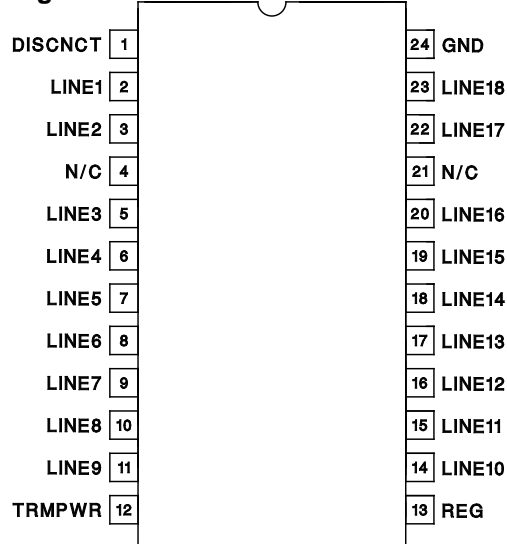 DISCNCT 1 24 GND
LINE1 2 23 LINE18
LINE2 3 22 LINE17
N/C 4 21 N/C
LINE3 5 20 LINE16
LINE4 6 19 LINE15
LINE5 7 18 LINE14
LINE6 8 17 LINE13
LINE7 9 16 LINE12
LINE8 10 15 LINE11
LINE9 11 14 LINE10
TRMPWR 12 13 REG